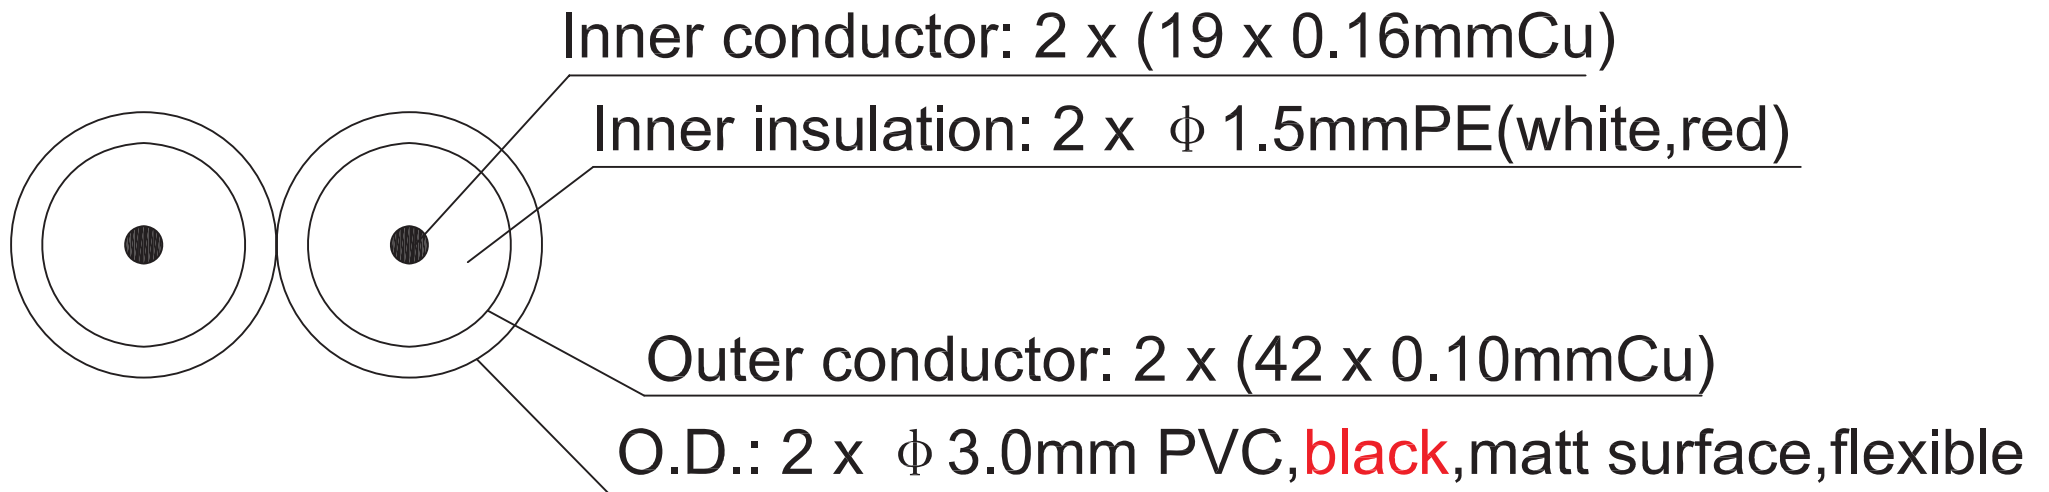 Inner conductor: 2 x (19 x 0.16mmCu)
Inner insulation: 2 x φ1.5mmPE(white,red)
Outer conductor: 2 x (42 x 0.10mmCu)
O.D.: 2 x φ3.0mm PVC,black,matt surface,flexible